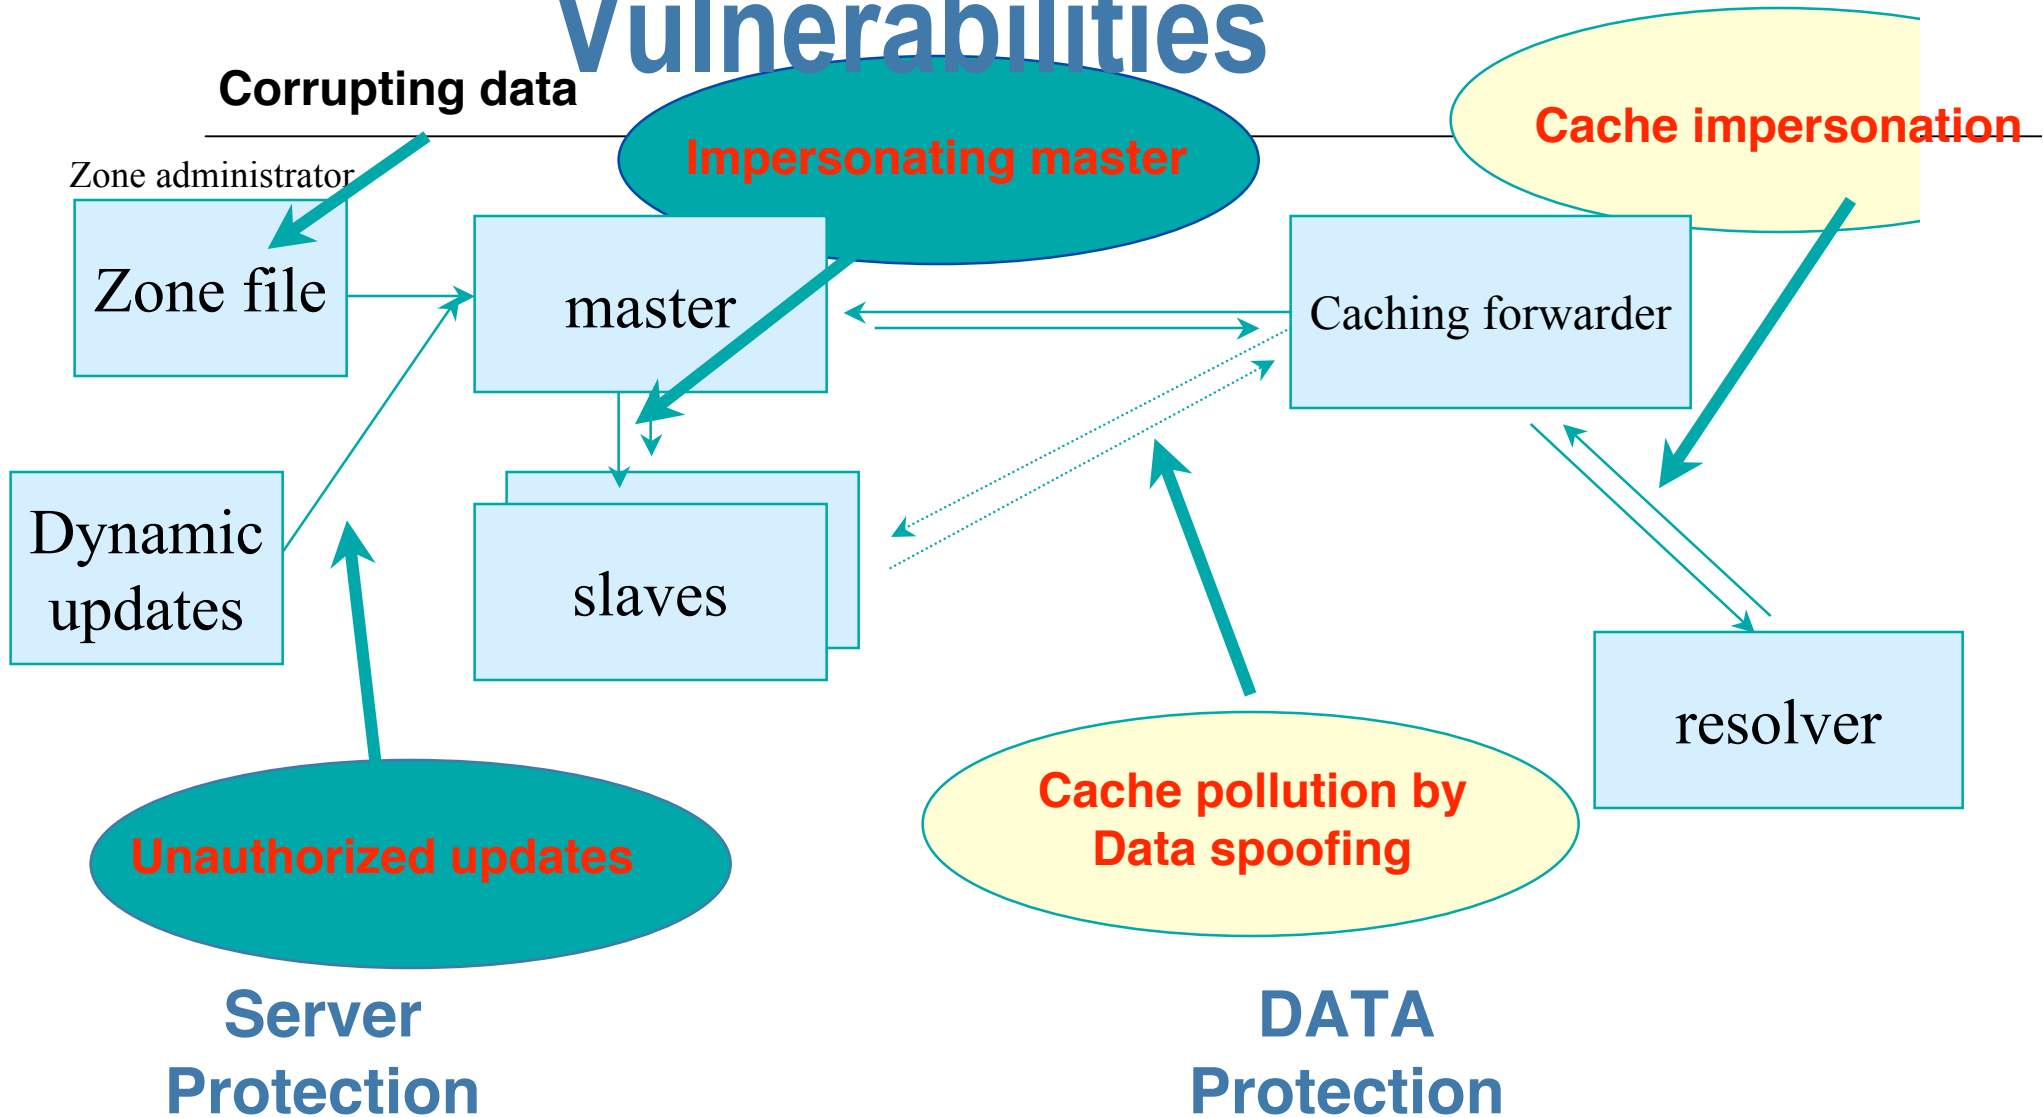 Vulnerabilities
Corrupting data
Cache impersonation
Impersonating master
Zone administrator
Zone file
master
Caching forwarder
Dynamic
updates
slaves
resolver
Cache pollution by
Data spoofing
Unauthorized updates
Server
Protection
DATA
Protection